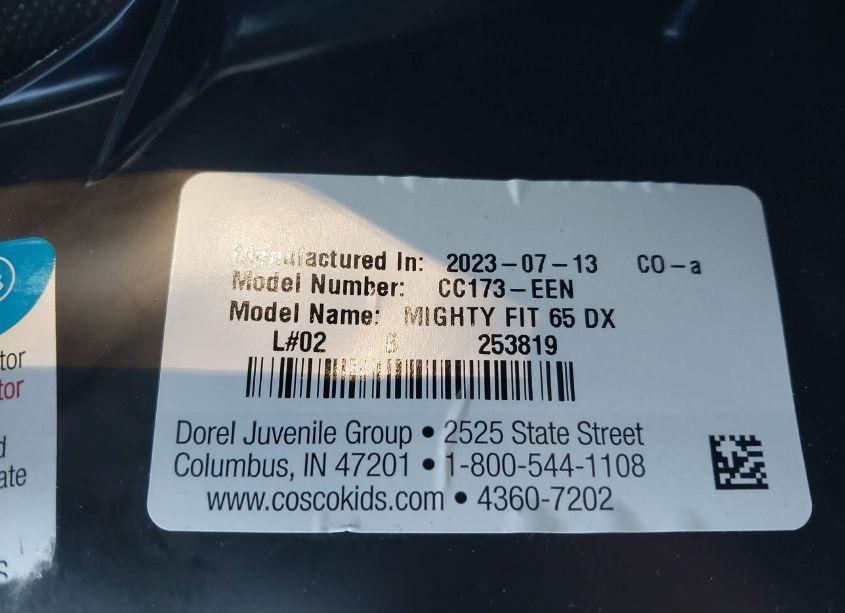 Manufactured In: 2023-07-13 CO-a
Model Number: CC173-EEN
Model Name: MIGHTY FIT 65 DX
L#02 B 253819
Dorel Juvenile Group • 2525 State Street
Columbus, IN 47201 • 1-800-544-1108
www.coscokids.com • 4360-7202